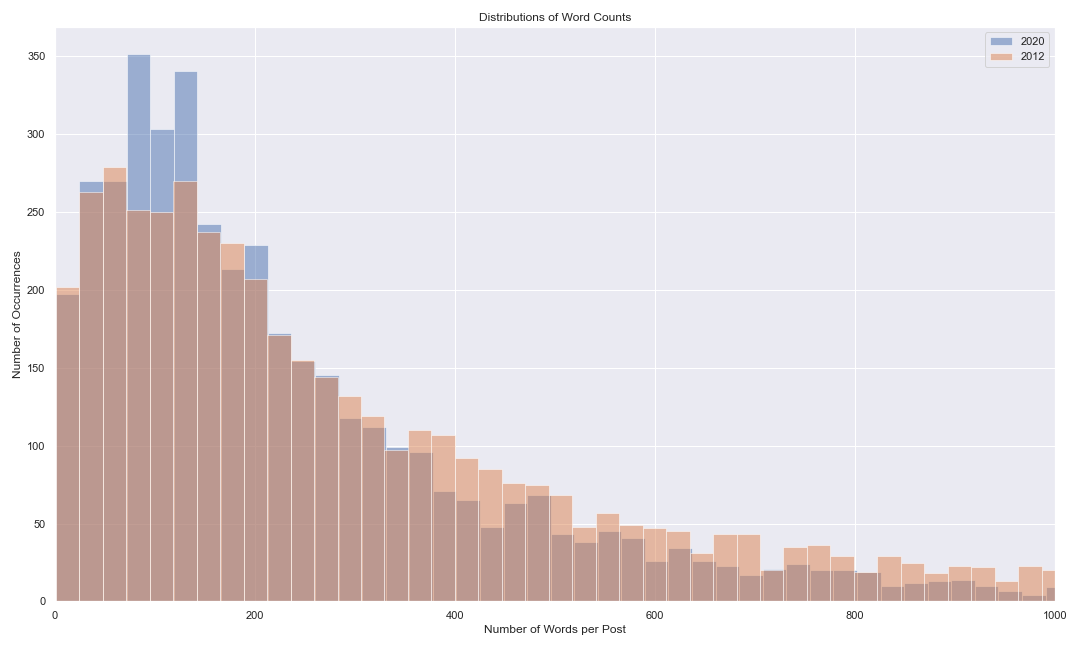 Distributions of Word Counts
2020
2012
350
300
250
200
150
100
50
0
Number of Occurrences
0 200 400 600 800 1000
Number of Words per Post